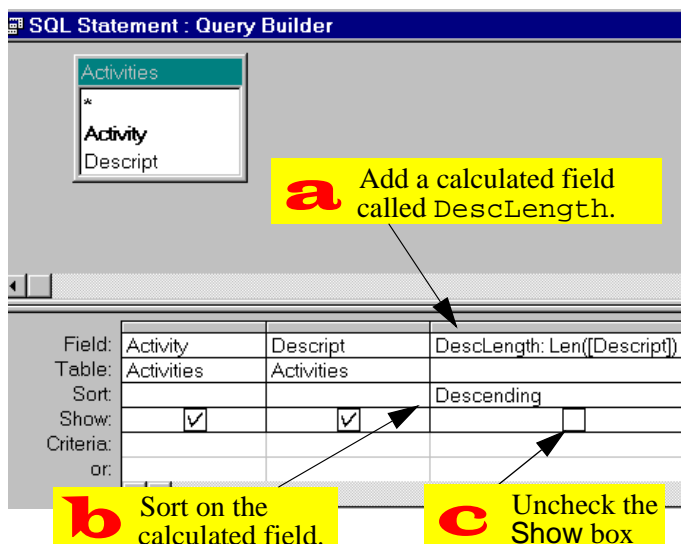 SQL Statement : Query Builder
Activities
*
Activity
Descript
a Add a calculated field
called DescLength.
Field: Activity Descript DescLength: Len([Descript])
Table: Activities Activities
Sort: Descending
Show:
Criteria:
or:
b Sort on the
calculated field.
c Uncheck the
Show box